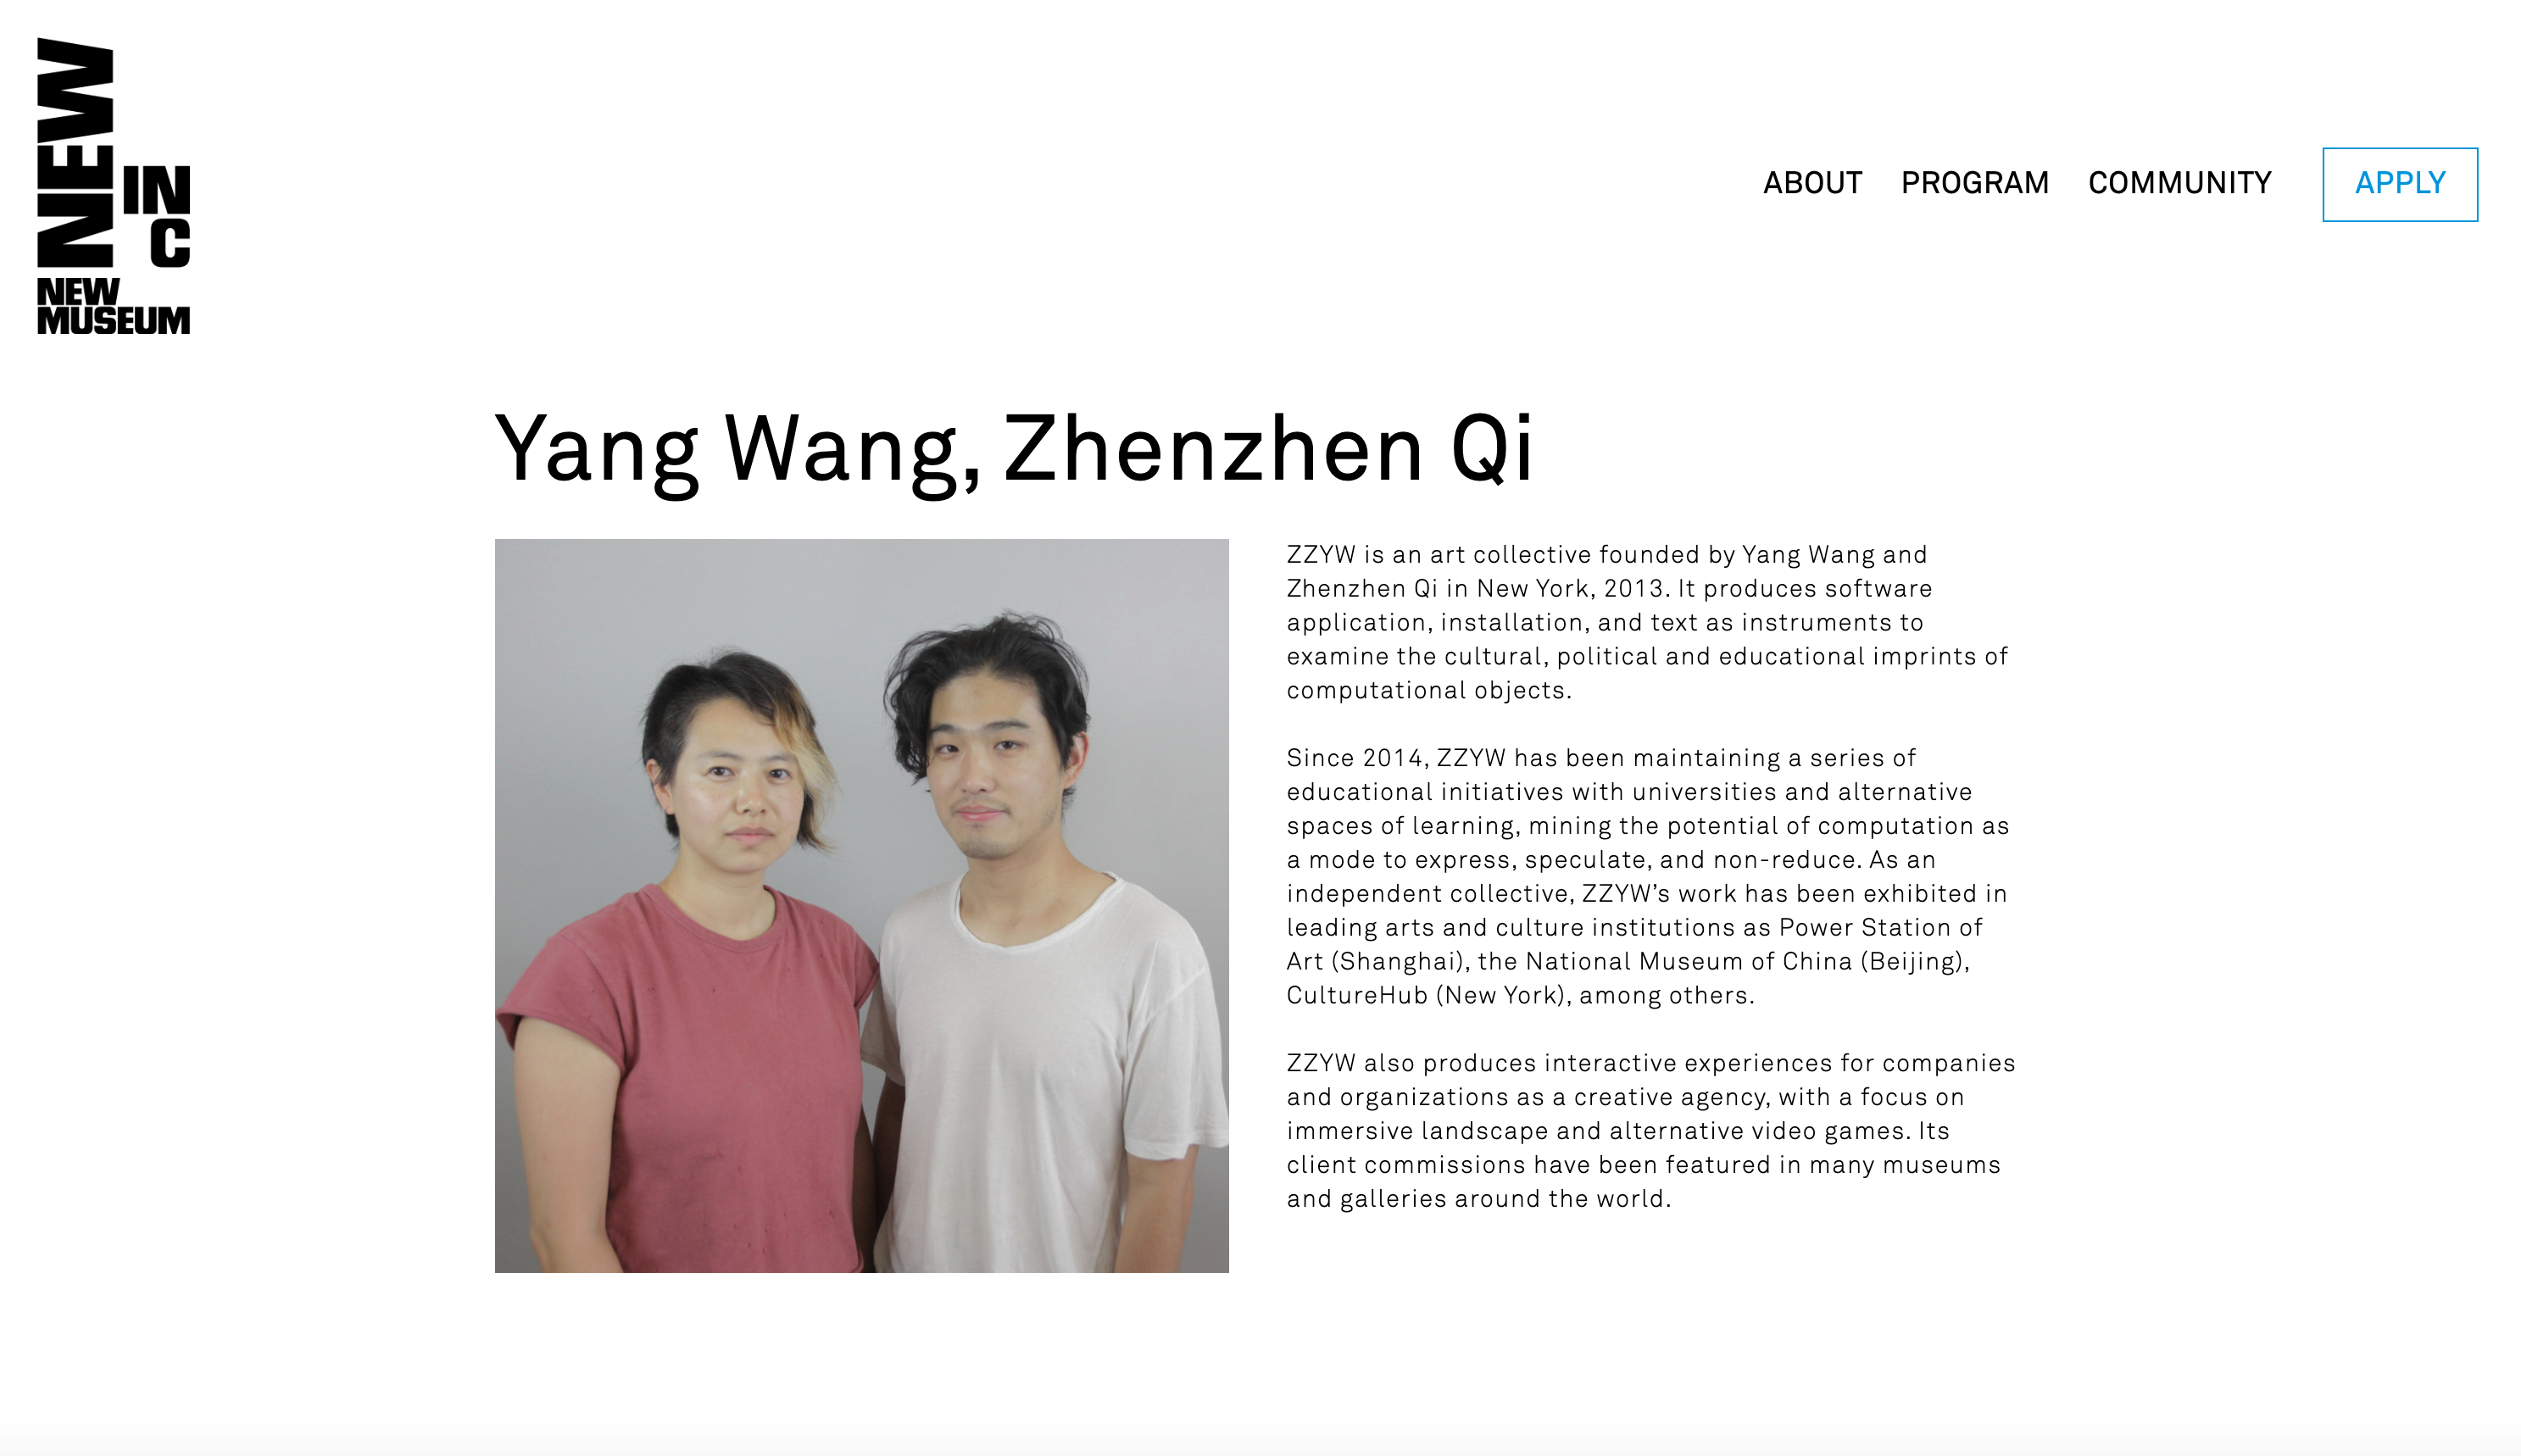 NEW
INC
NEW
MUSEUM
ABOUT PROGRAM COMMUNITY APPLY
Yang Wang, Zhenzhen Qi
ZZYW is an art collective founded by Yang Wang and
Zhenzhen Qi in New York, 2013. It produces software
application, installation, and text as instruments to
examine the cultural, political and educational imprints of
computational objects.
Since 2014, ZZYW has been maintaining a series of
educational initiatives with universities and alternative
spaces of learning, mining the potential of computation as
a mode to express, speculate, and non-reduce. As an
independent collective, ZZYW’s work has been exhibited in
leading arts and culture institutions as Power Station of
Art (Shanghai), the National Museum of China (Beijing),
CultureHub (New York), among others.
ZZYW also produces interactive experiences for companies
and organizations as a creative agency, with a focus on
immersive landscape and alternative video games. Its
client commissions have been featured in many museums
and galleries around the world.